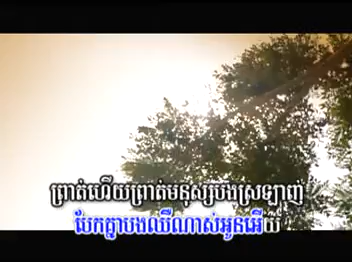 ព្រាត់ហើយព្រាត់មនុស្សបងស្រឡាញ់
បែកគ្នាបងឈឺណាស់អូនអើយ